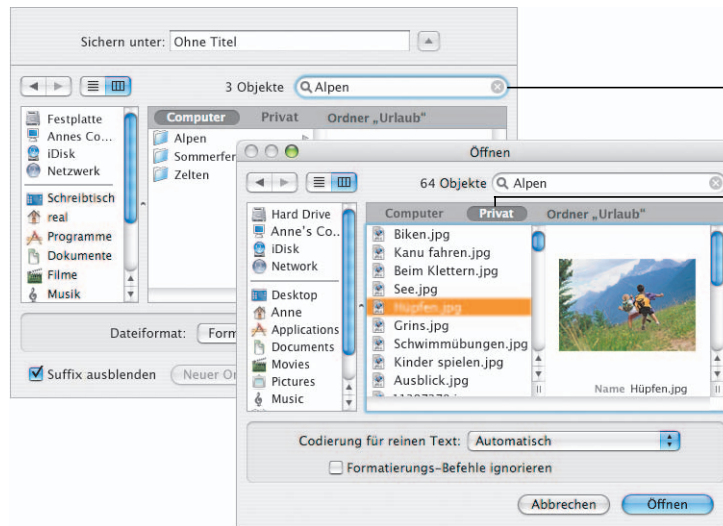 Sichern unter: Ohne Titel
3 Objekte Alpen
Festplatte
Annes Co...
iDisk
Netzwerk
Schreibtisch
real
Programme
Dokumente
Filme
Musik
Computer Privat Ordner „Urlaub“
Alpen
Sommerfer
Zelten
Dateiformat: Form
Suffix ausblenden Neuer Or
Öffnen
64 Objekte Alpen
Hard Drive
Anne's Co..
iDisk
Network
Desktop
Anne
Applications
Documents
Movies
Pictures
Music
Computer Privat Ordner „Urlaub“
Biken.jpg
Kanu fahren.jpg
Beim Klettern.jpg
See.jpg
Hüpfen.jpg
Grins.jpg
Schwimmübungen.jpg
Kinder spielen.jpg
Ausblick.jpg
Name Hüpfen.jpg
Codierung für reinen Text: Automatisch
Formatierungs-Befehle ignorieren
Abbrechen Öffnen